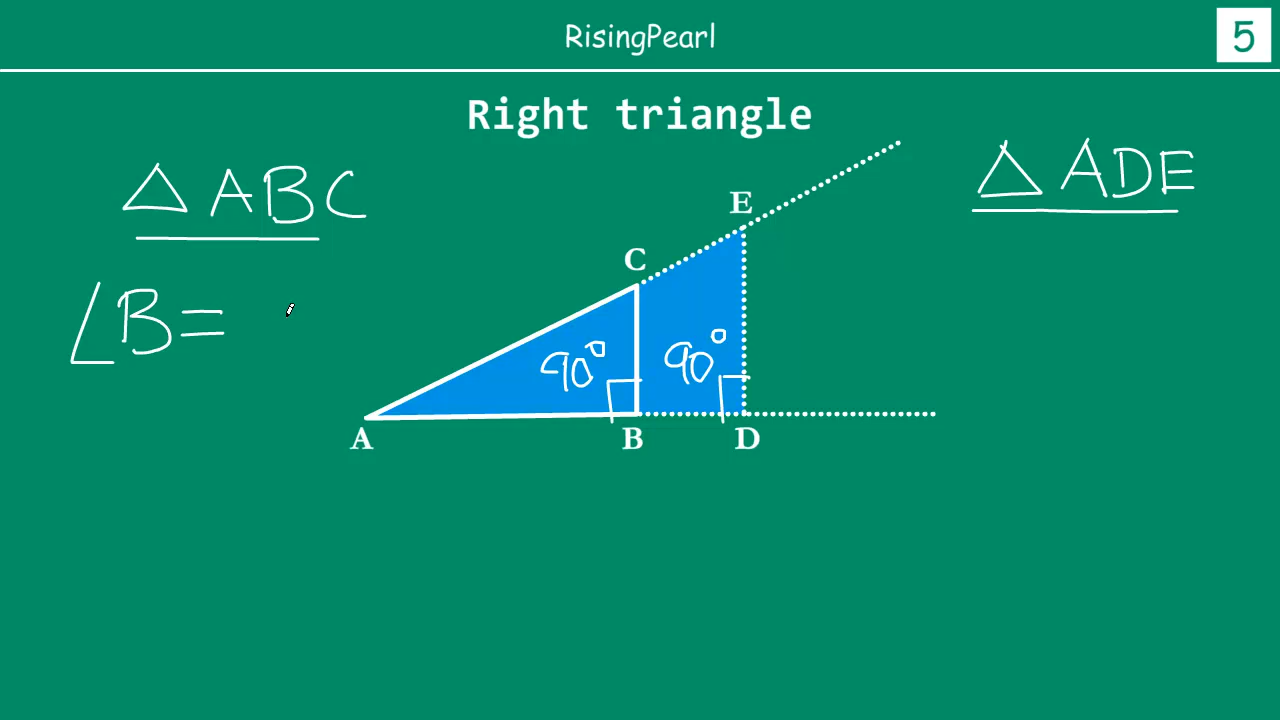 RisingPearl
5
Right triangle
△ ABC
△ ADE
∠B=
E
C
90° 90°
A B D